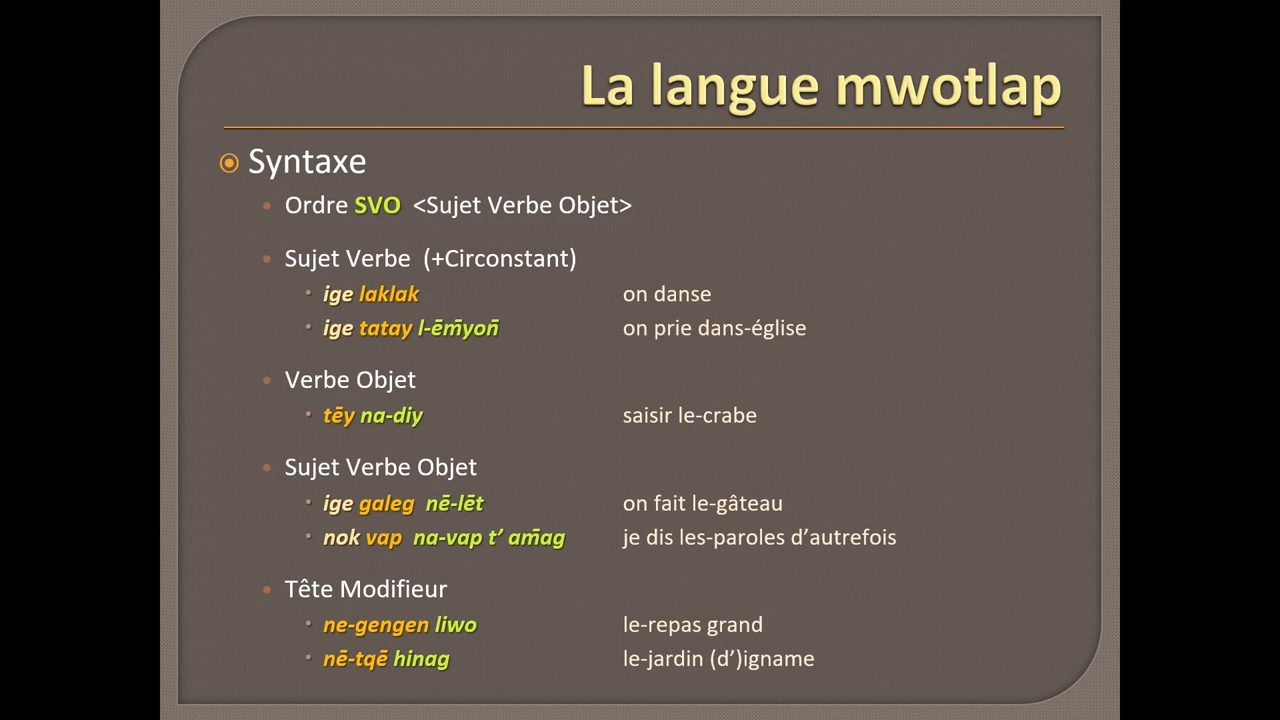 La langue mwotlap
Syntaxe
Ordre SVO <Sujet Verbe Objet>
Sujet Verbe (+Circonstant)
ige laklak on danse
ige tatay l-ēm̄yon̄ on prie dans-église
Verbe Objet
tēy na-diy saisir le-crabe
Sujet Verbe Objet
ige galeg nē-lēt on fait le-gâteau
nok vap na-vap t’ am̄ag je dis les-paroles d’autrefois
Tête Modifieur
ne-gengen liwo le-repas grand
nē-tqē hinag le-jardin (d’)igname